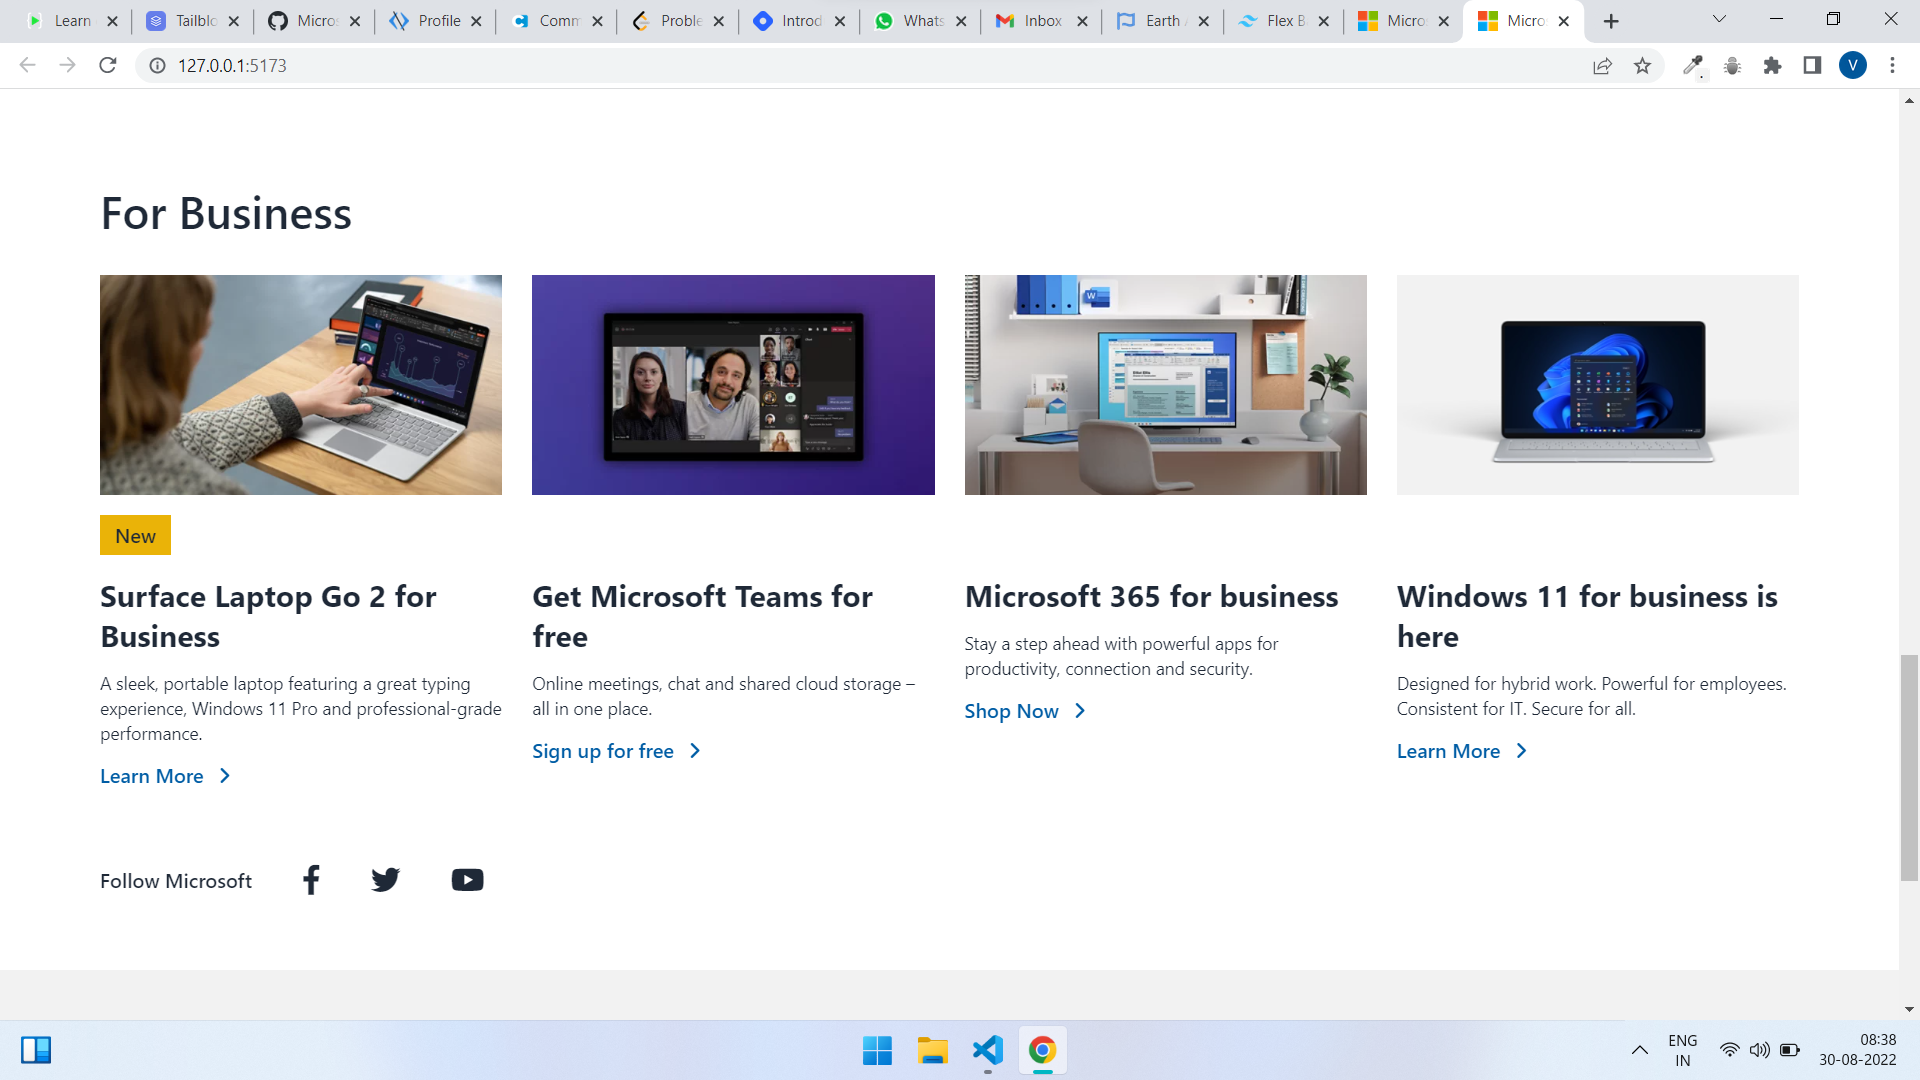 Learn
Tailblo
Micros
Profile
Comm
Proble
Introd
Whats
Inbox
Earth A
Flex B
Micro
Micro
127.0.0.1:5173
V
For Business
W
New
Surface Laptop Go 2 for
Business
A sleek, portable laptop featuring a great typing
experience, Windows 11 Pro and professional-grade
performance.
Learn More
Get Microsoft Teams for
free
Online meetings, chat and shared cloud storage –
all in one place.
Sign up for free
Microsoft 365 for business
Stay a step ahead with powerful apps for
productivity, connection and security.
Shop Now
Windows 11 for business is
here
Designed for hybrid work. Powerful for employees.
Consistent for IT. Secure for all.
Learn More
Follow Microsoft
ENG
IN
08:38
30-08-2022